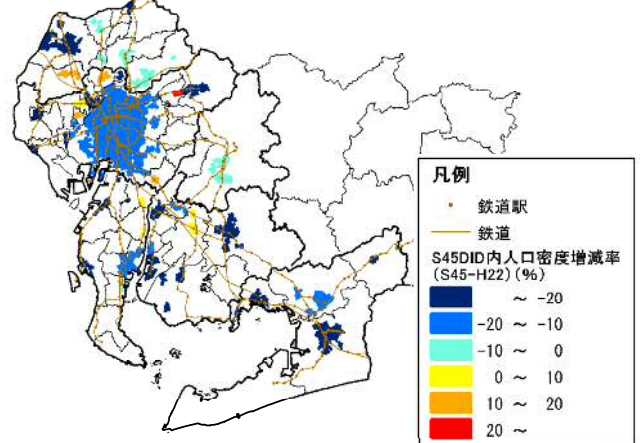 凡例
鉄道駅
鉄道
S45DID内人口密度増減率
(S45-H22)(%)
～ -20
-20 ～ -10
-10 ～ 0
0 ～ 10
10 ～ 20
20 ～